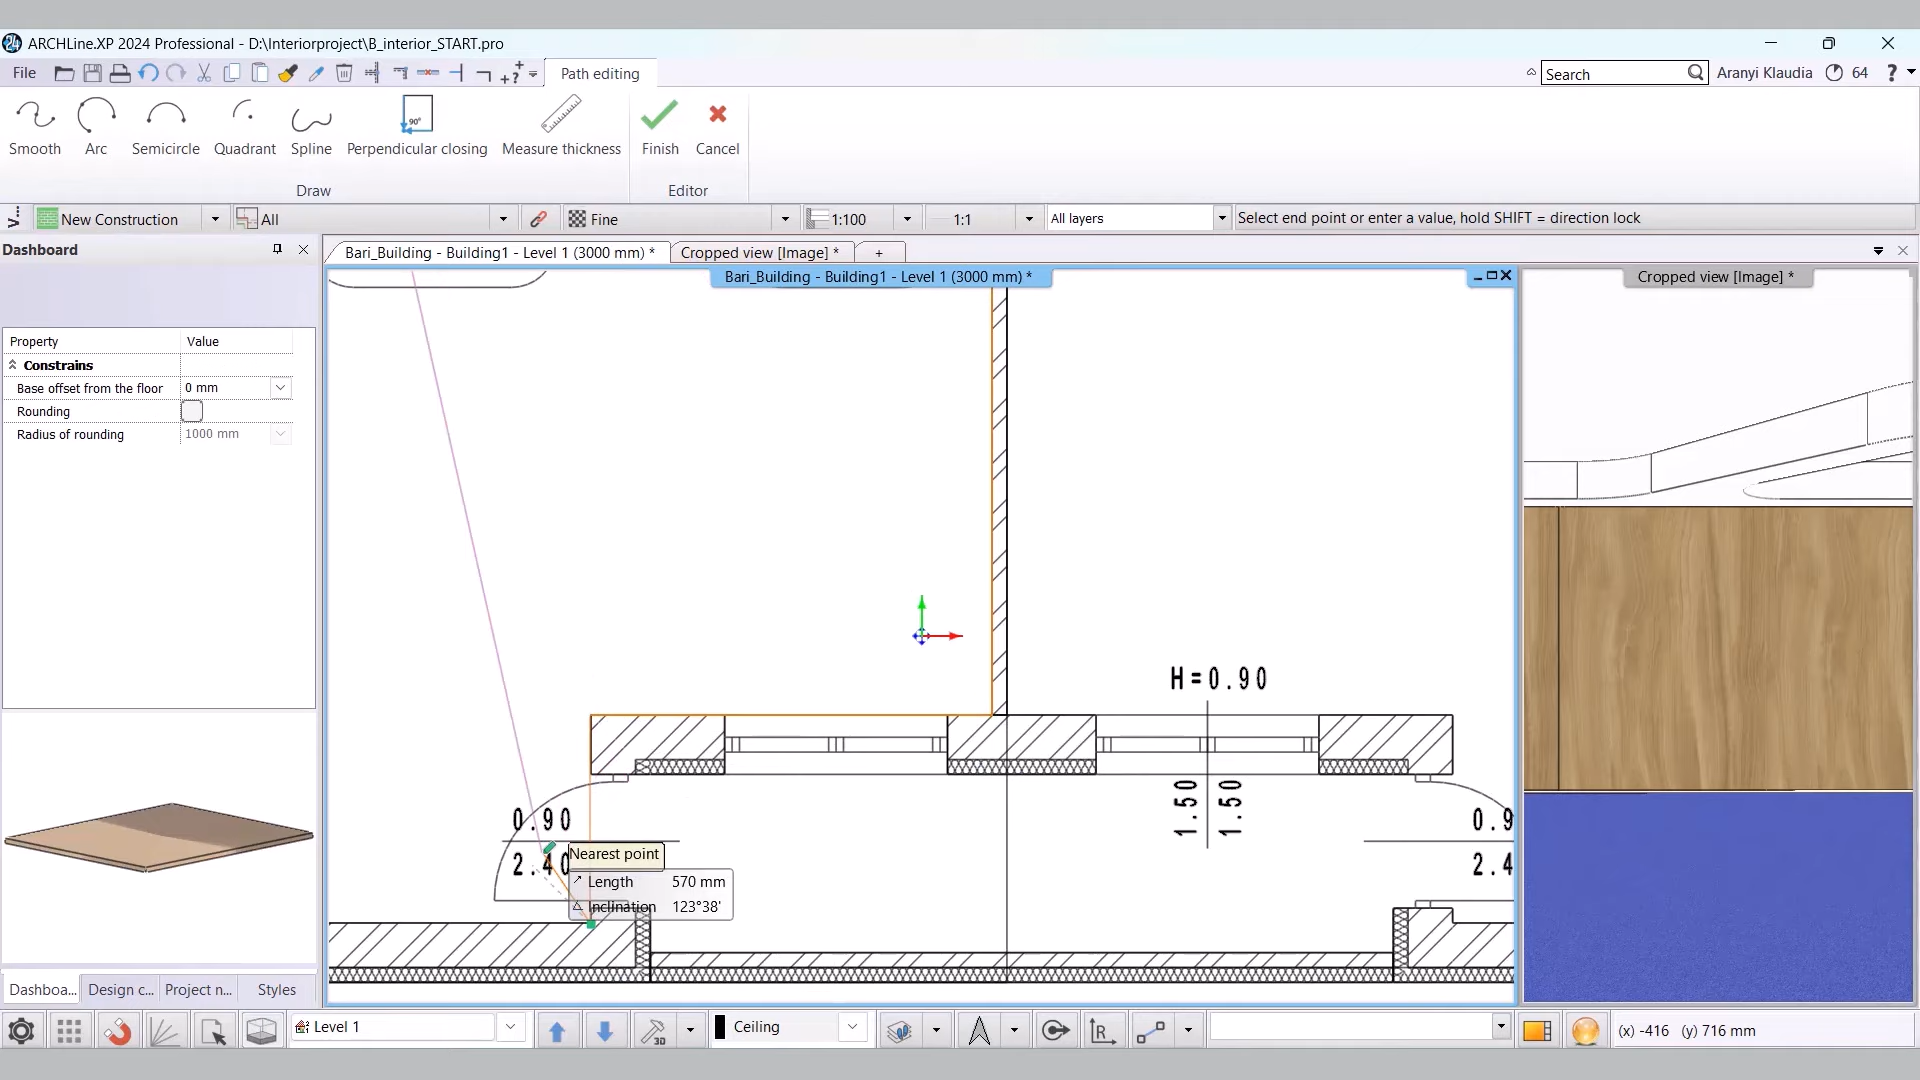 ARCHLine.XP 2024 Professional - D:\Interiorproject\B_interior_START.pro
File
Path editing
Search
Aranyi Klaudia
64
?
Smooth
Arc
Semicircle
Quadrant
Spline
90°
Perpendicular closing
Measure thickness
Finish
Cancel
Draw
Editor
New Construction
All
Fine
1:100
1:1
All layers
Select end point or enter a value, hold SHIFT = direction lock
Dashboard
Bari_Building - Building1 - Level 1 (3000 mm) *
Cropped view [Image] *
+
Bari_Building - Building1 - Level 1 (3000 mm) *
Cropped view [Image] *
Property Value
Constrains
Base offset from the floor 0 mm
Rounding
Radius of rounding 1000 mm
H=0.90
1.50
1.50
0.90
2.40
0.9
2.4
Nearest point
Length 570 mm
Inclination 123°38'
Dashboa...
Design c...
Project n...
Styles
3D
Level 1
Ceiling
R
(x) -416 (y) 716 mm